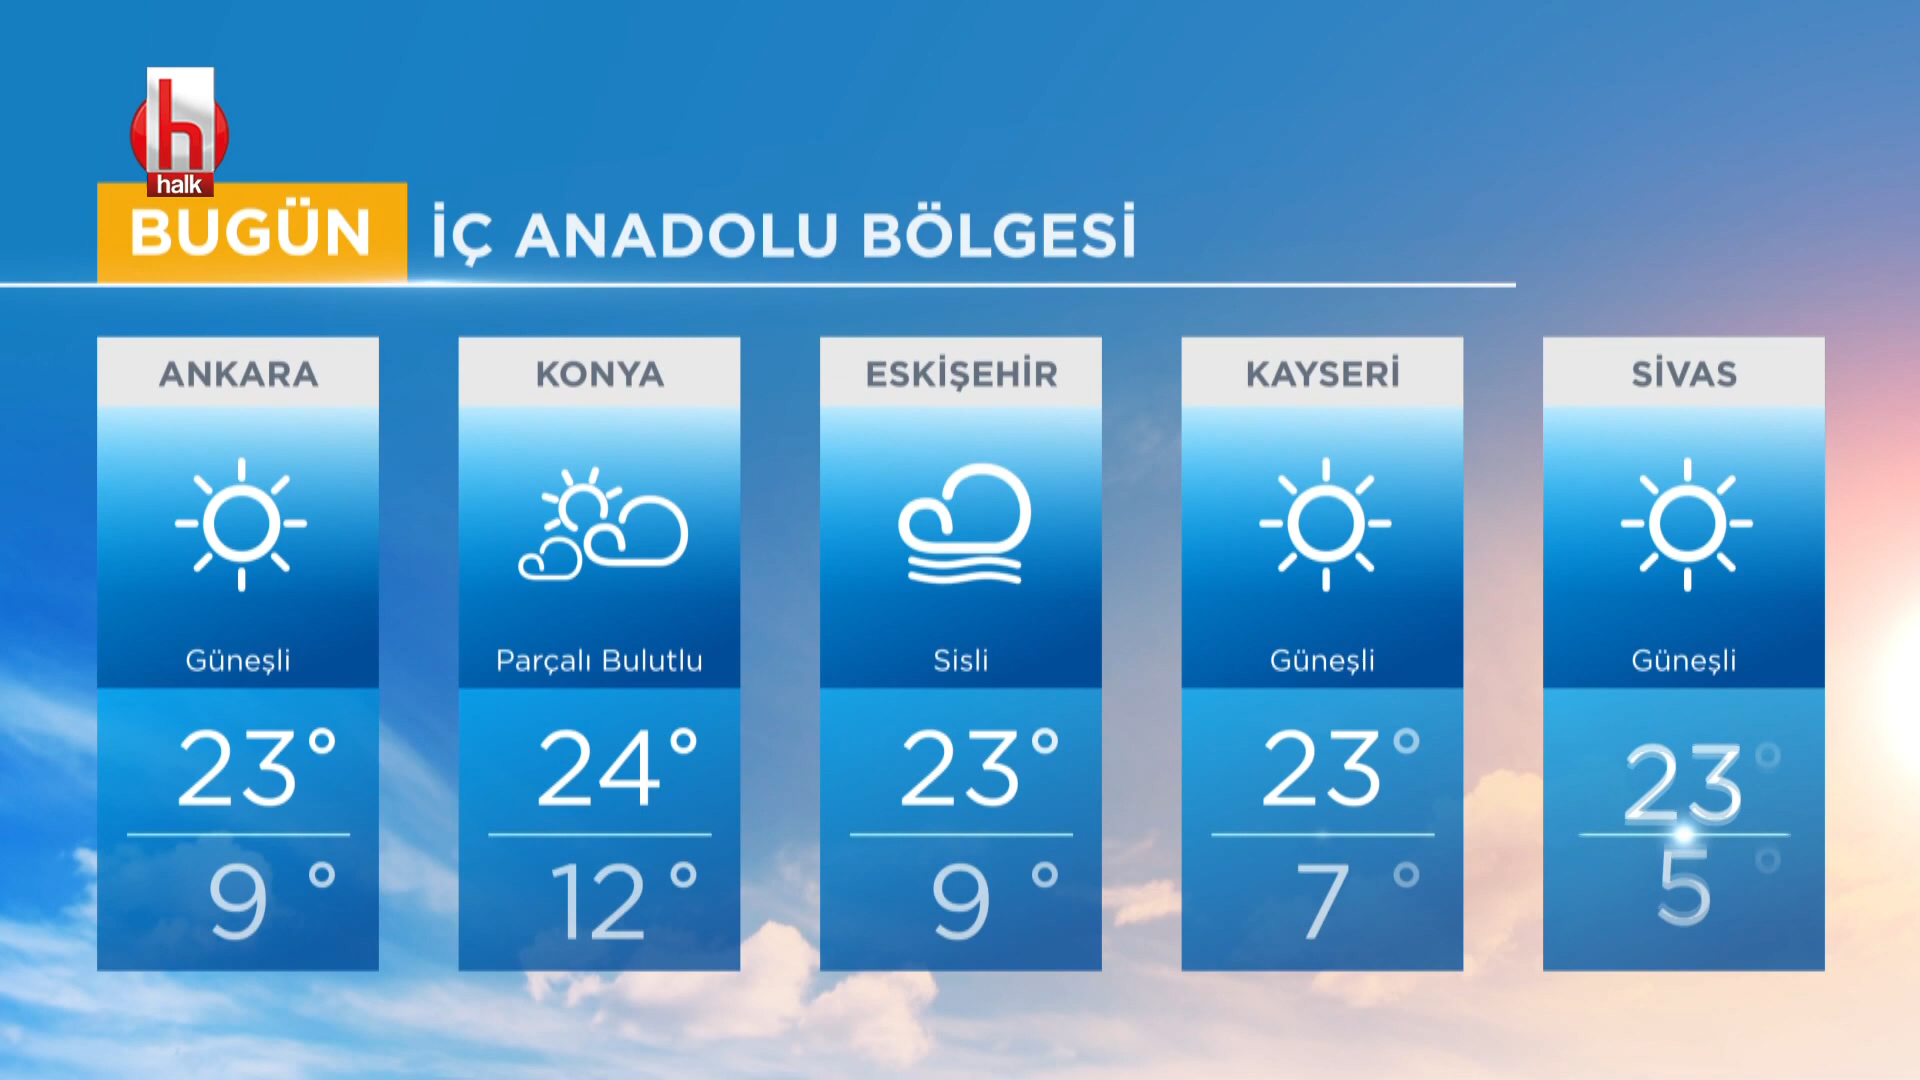 h
halk
BUGÜN İÇ ANADOLU BÖLGESİ
ANKARA
Güneşli
23°
9°
KONYA
Parçalı Bulutlu
24°
12°
ESKİŞEHİR
Sisli
23°
9°
KAYSERİ
Güneşli
23°
7°
SİVAS
Güneşli
23°
5°